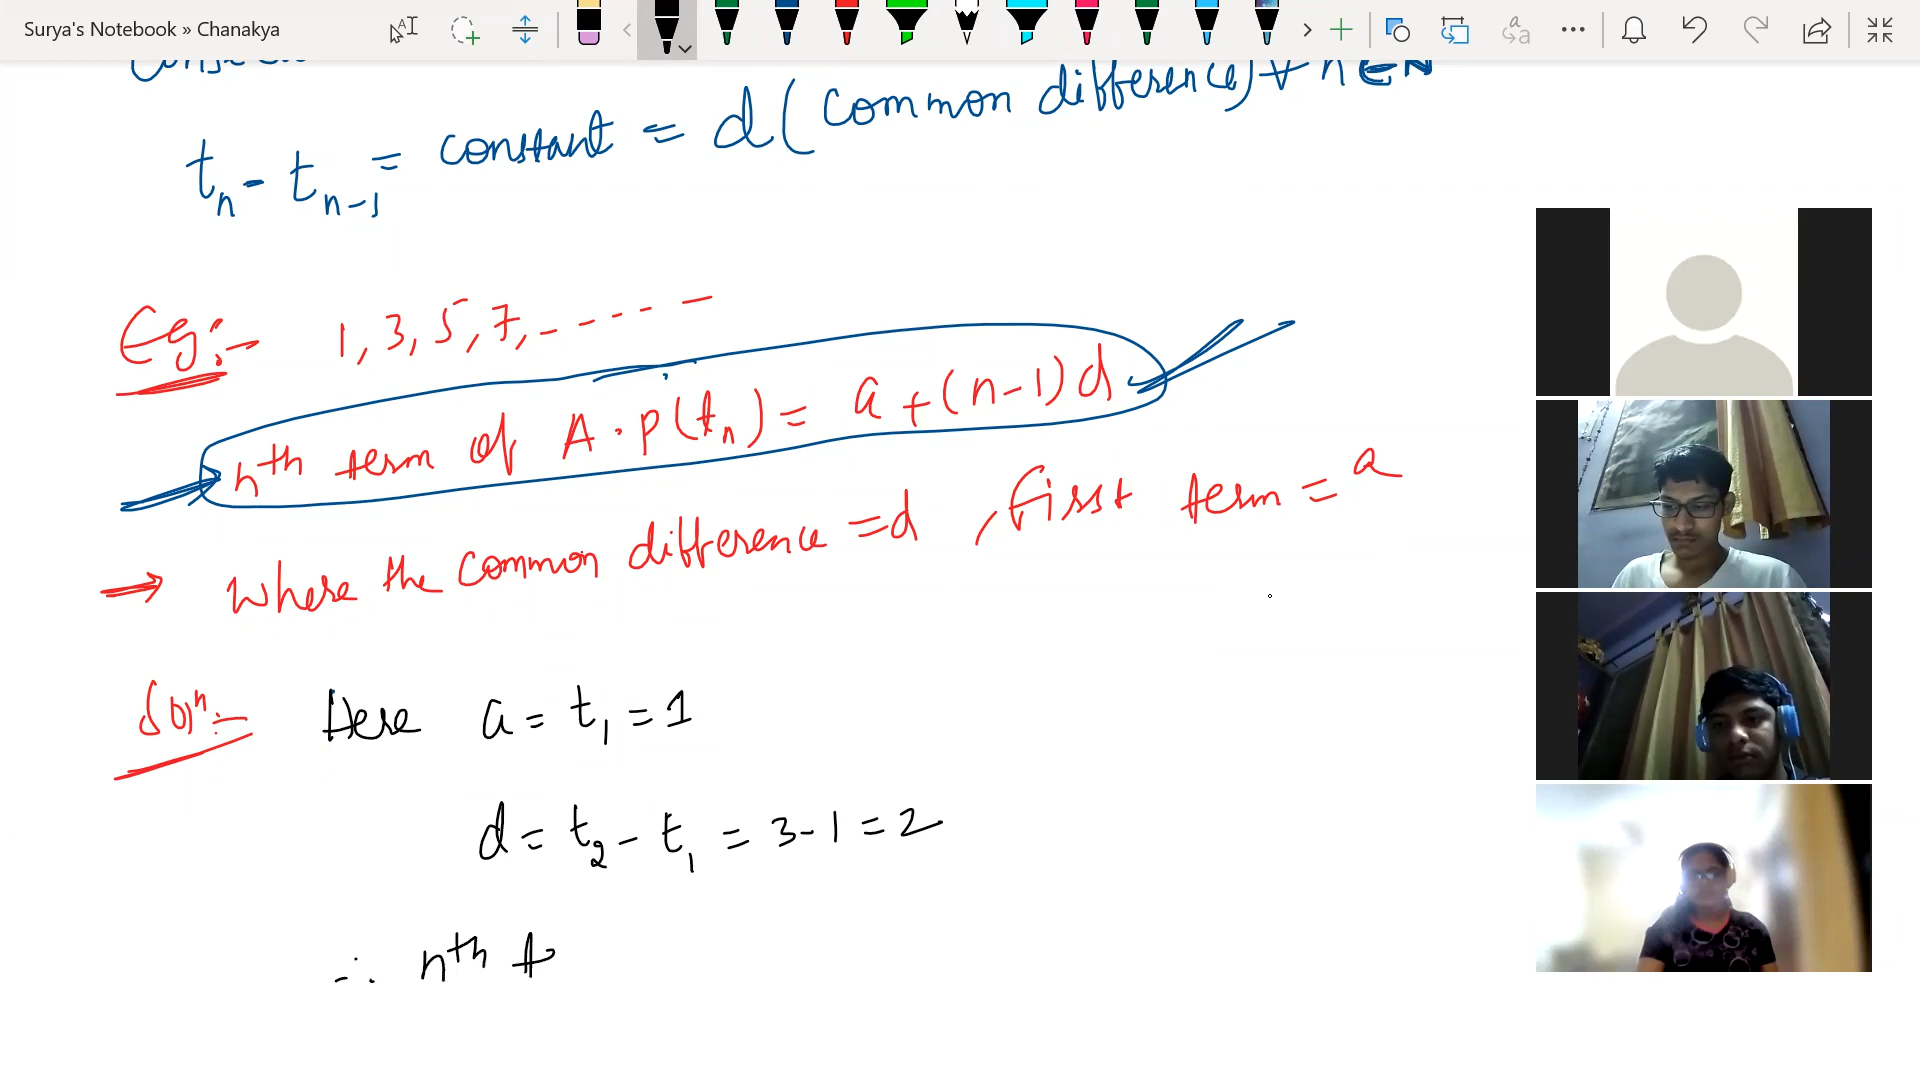 Surya's Notebook » Chanakya
(Common difference) ∀ n ∈ N
tₙ - tₙ₋₁ = constant = d
Eg:- 1, 3, 5, 7, - - - - - -
nᵗʰ term of A.P (tₙ) = a + (n-1) d
⇒ Where the common difference = d , first term = a
Solⁿ:- Here a = t₁ = 1
d = t₂ - t₁ = 3 - 1 = 2
∴ nᵗʰ